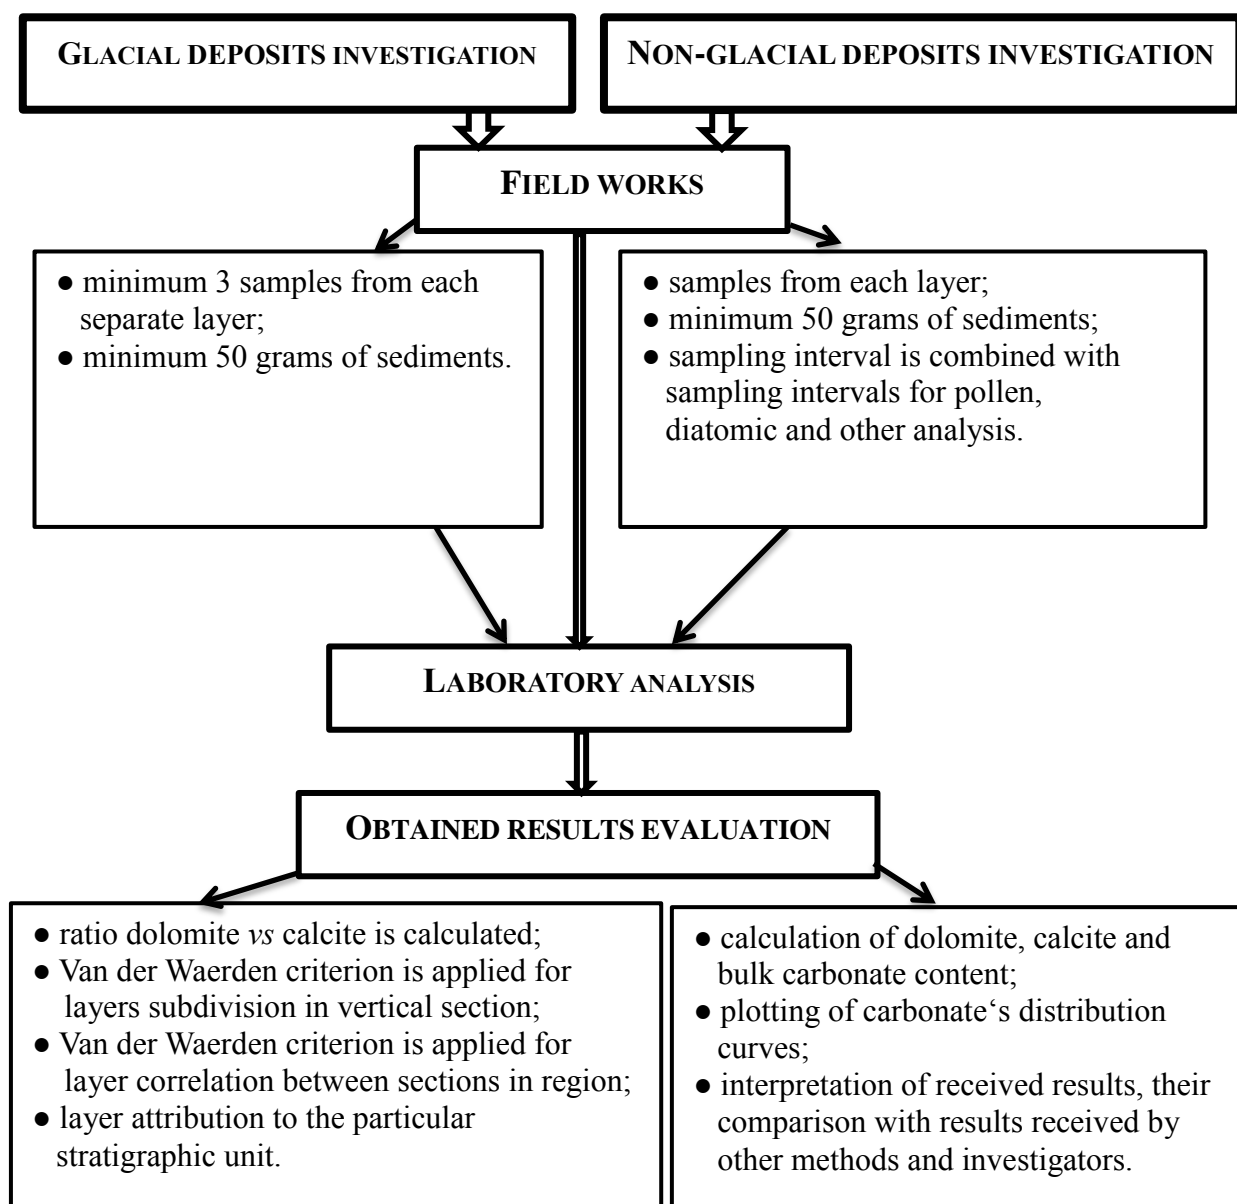 GLACIAL DEPOSITS INVESTIGATION
NON-GLACIAL DEPOSITS INVESTIGATION
FIELD WORKS
● minimum 3 samples from each
separate layer;
● minimum 50 grams of sediments.
● samples from each layer;
● minimum 50 grams of sediments;
● sampling interval is combined with
sampling intervals for pollen,
diatomic and other analysis.
LABORATORY ANALYSIS
OBTAINED RESULTS EVALUATION
● ratio dolomite vs calcite is calculated;
● Van der Waerden criterion is applied for
layers subdivision in vertical section;
● Van der Waerden criterion is applied for
layer correlation between sections in region;
● layer attribution to the particular
stratigraphic unit.
● calculation of dolomite, calcite and
bulk carbonate content;
● plotting of carbonate‘s distribution
curves;
● interpretation of received results, their
comparison with results received by
other methods and investigators.